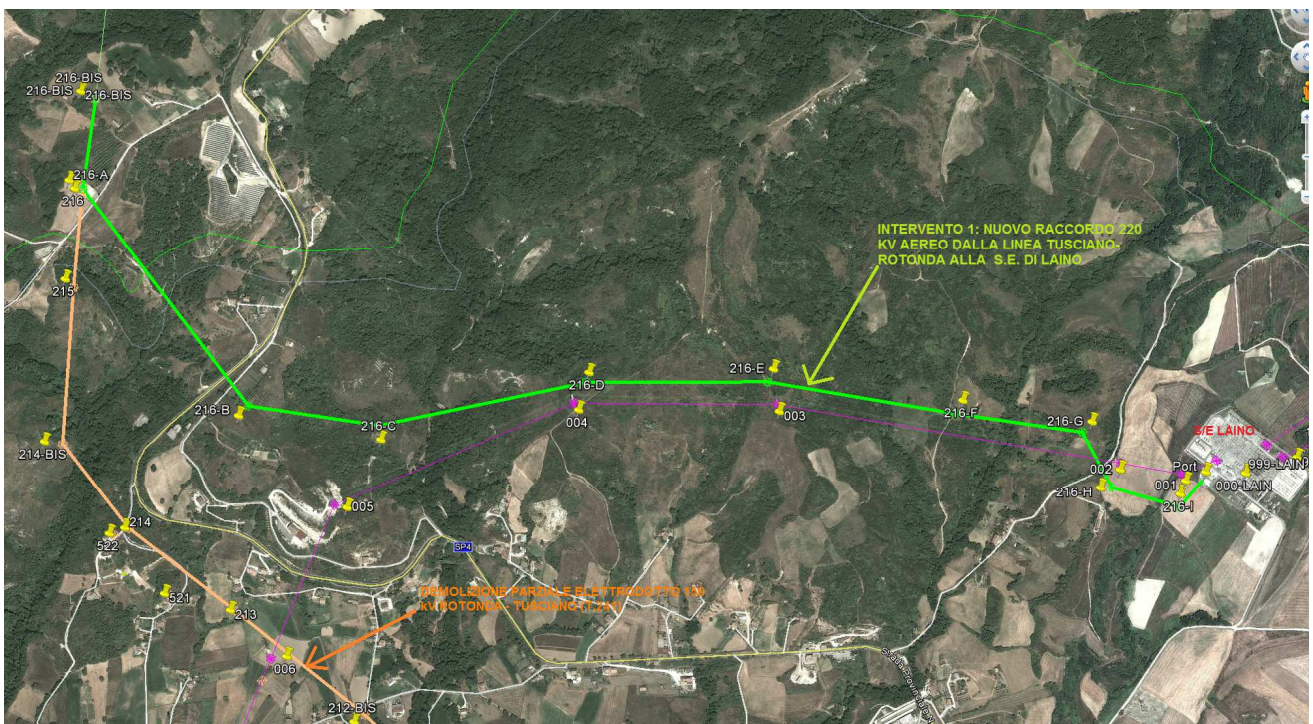 216-BIS
216-BIS
216-BIS
216-A
216
215
INTERVENTO 1: NUOVO RACCORDO 220
KV AEREO DALLA LINEA TUSCIANO-
ROTONDA ALLA S.E. DI LAINO
216-E
216-D
216-B
004
003
216-F
216-C
216-G
S/E LAINO
214-BIS
002
Port
999-LAIN
001
000-LAIN
216-H
216-I
005
214
522
SP4
521
DEMOLIZIONE PARZIALE ELETTRODOTTO
KV ROTONDA - TUSCIANO
213
006
212-BIS